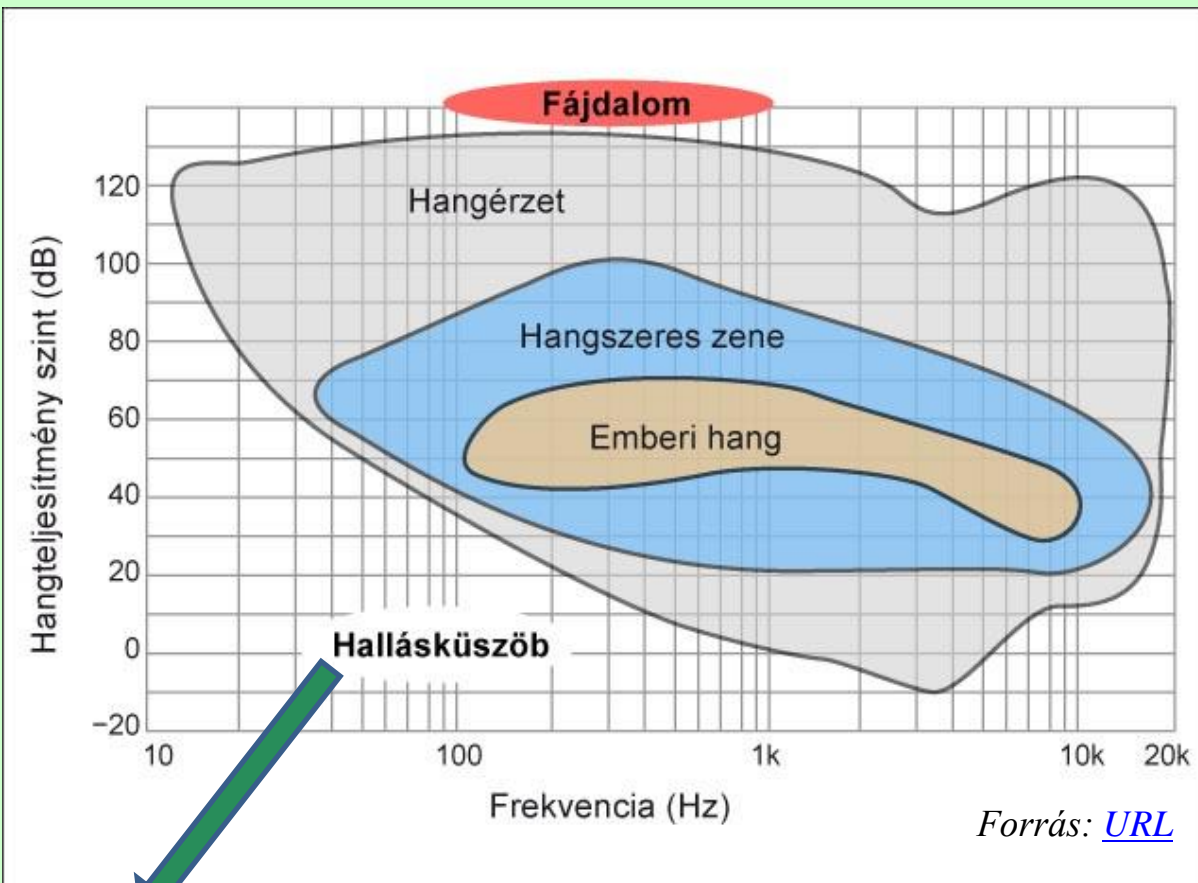 Fájdalom
Hangérzet
Hangszeres zene
Emberi hang
Hallásküszöb
Hangteljesítmény szint (dB)
120
100
80
60
40
20
0
−20
10 100 1k 10k 20k
Frekvencia (Hz)
Forrás: URL